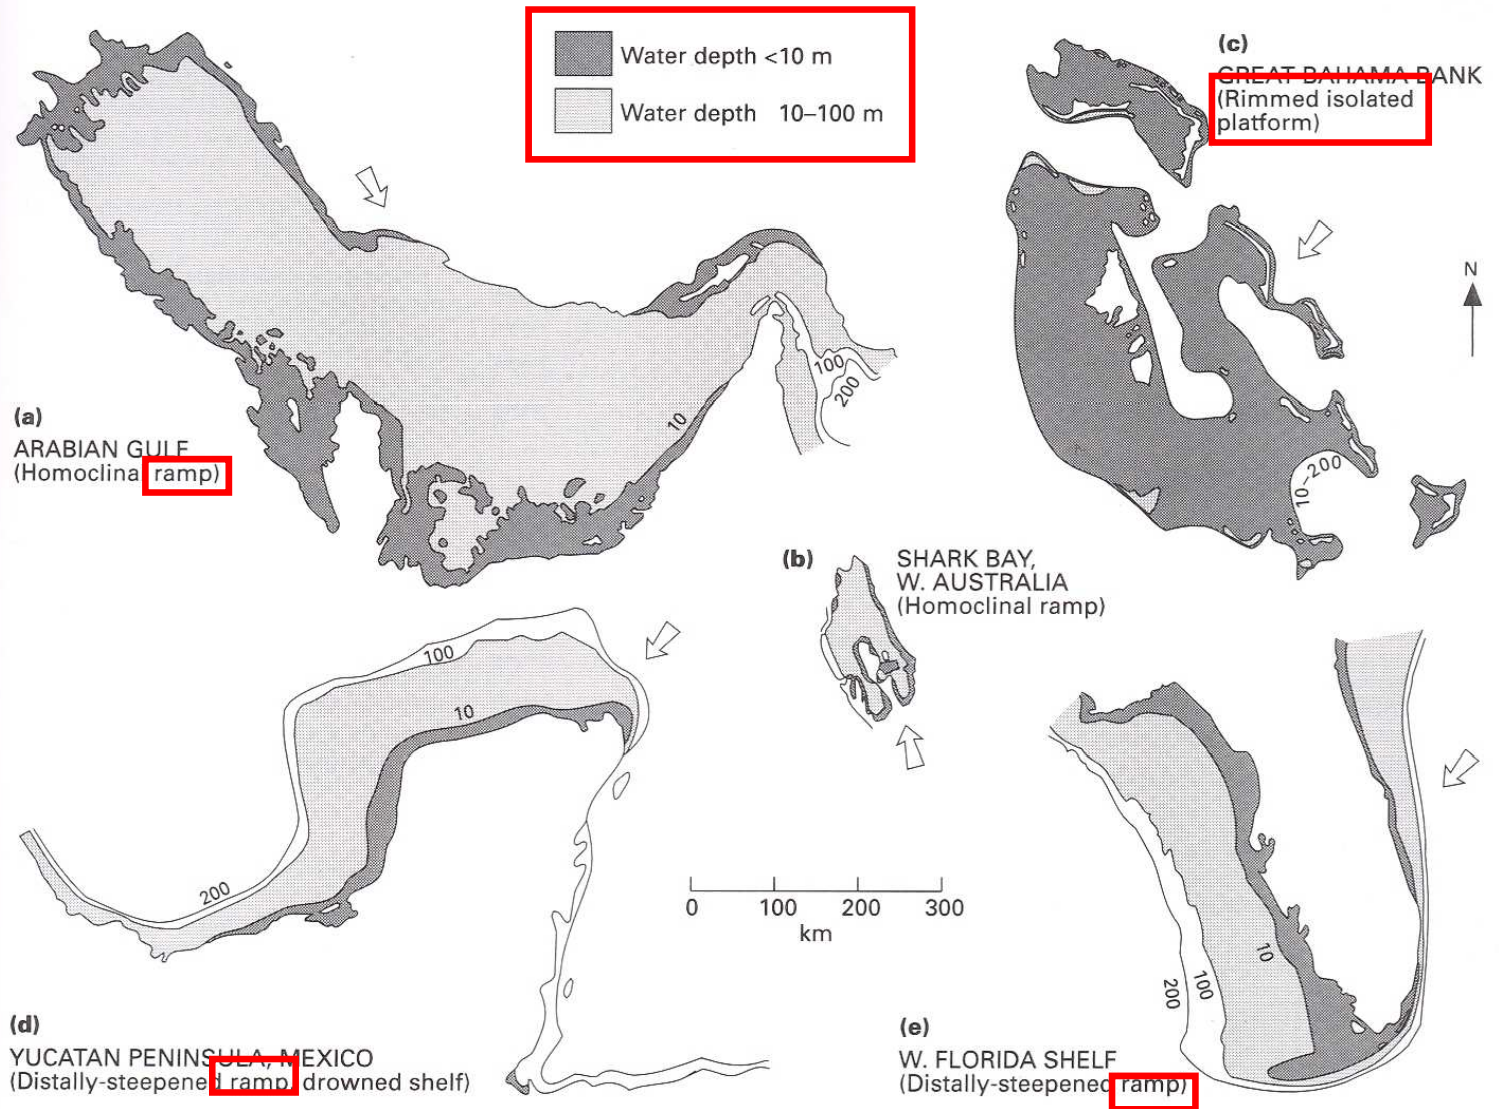 Water depth <10 m
Water depth 10–100 m
(c)
GREAT BAHAMA BANK
(Rimmed isolated
platform)
N
100
200
10
(a)
ARABIAN GULF
(Homoclinal ramp)
10–200
(b)
SHARK BAY,
W. AUSTRALIA
(Homoclinal ramp)
100
10
200
0 100 200 300
km
10
100
200
(d)
YUCATAN PENINSULA, MEXICO
(Distally-steepened ramp, drowned shelf)
(e)
W. FLORIDA SHELF
(Distally-steepened ramp)